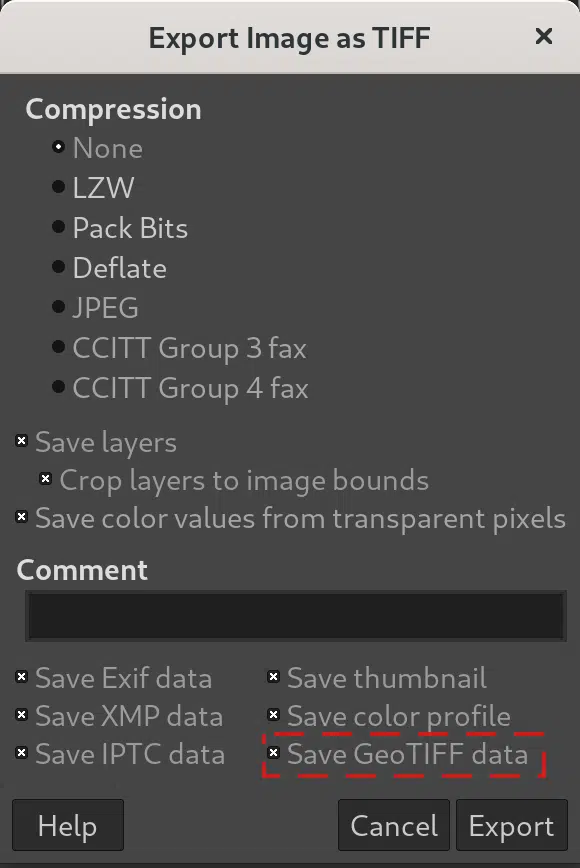 Export Image as TIFF
Compression
None
LZW
Pack Bits
Deflate
JPEG
CCITT Group 3 fax
CCITT Group 4 fax
Save layers
Crop layers to image bounds
Save color values from transparent pixels
Comment
Save Exif data
Save thumbnail
Save XMP data
Save color profile
Save IPTC data
Save GeoTIFF data
Help
Cancel
Export